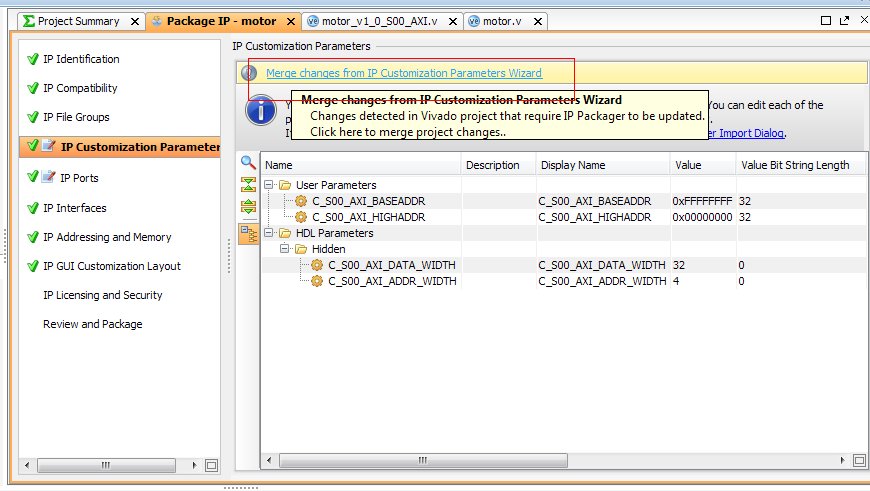 Project Summary
Package IP - motor
motor_v1_0_S00_AXI.v
motor.v
IP Identification
IP Compatibility
IP File Groups
IP Customization Parameter
IP Ports
IP Interfaces
IP Addressing and Memory
IP GUI Customization Layout
IP Licensing and Security
Review and Package
IP Customization Parameters
Merge changes from IP Customization Parameters Wizard
Merge changes from IP Customization Parameters Wizard
You can edit each of the
Changes detected in Vivado project that require IP Packager to be updated.
Click here to merge project changes..
er Import Dialog.
Name Description Display Name Value Value Bit String Length
User Parameters
C_S00_AXI_BASEADDR C_S00_AXI_BASEADDR 0xFFFFFFFF 32
C_S00_AXI_HIGHADDR C_S00_AXI_HIGHADDR 0x00000000 32
HDL Parameters
Hidden
C_S00_AXI_DATA_WIDTH C_S00_AXI_DATA_WIDTH 32 0
C_S00_AXI_ADDR_WIDTH C_S00_AXI_ADDR_WIDTH 4 0